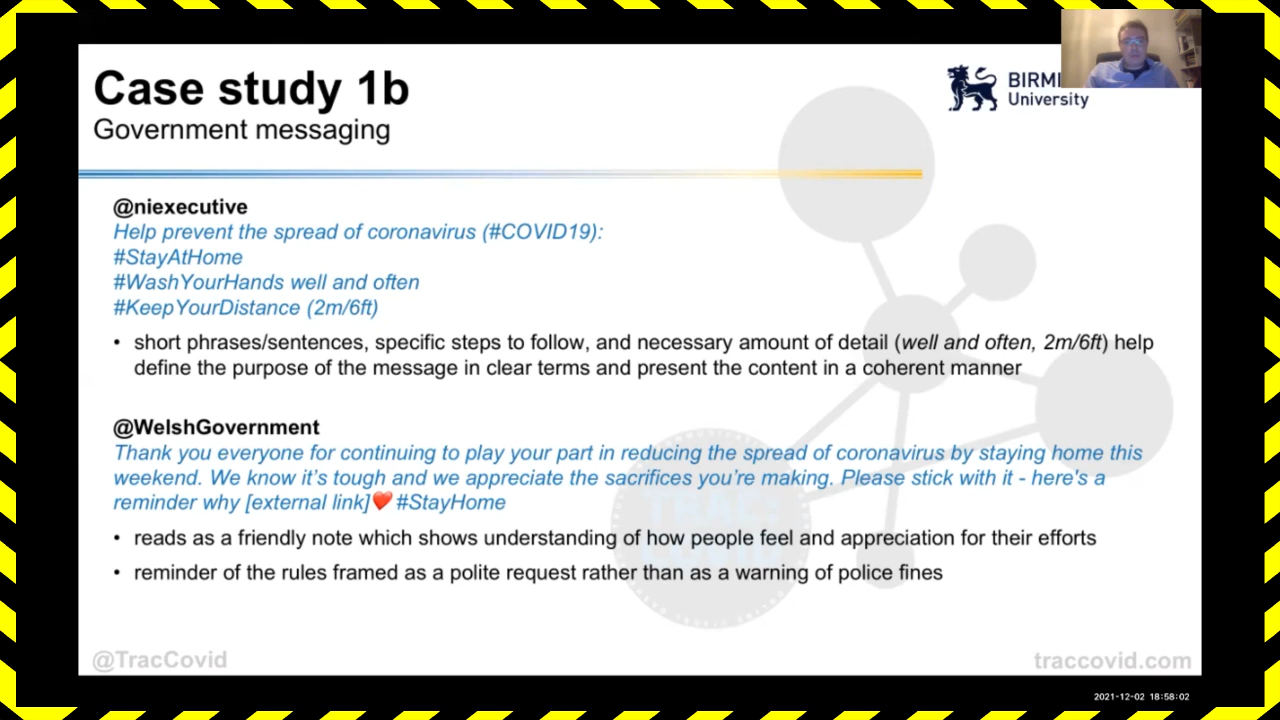 Case study 1b
Government messaging
University
@niexecutive
Help prevent the spread of coronavirus (#COVID19):
#StayAtHome
#WashYourHands well and often
#KeepYourDistance (2m/6ft)
• short phrases/sentences, specific steps to follow, and necessary amount of detail (well and often, 2m/6ft) help
define the purpose of the message in clear terms and present the content in a coherent manner
@WelshGovernment
Thank you everyone for continuing to play your part in reducing the spread of coronavirus by staying home this
weekend. We know it's tough and we appreciate the sacrifices you're making. Please stick with it - here's a
reminder why [external link]❤️ #StayHome
• reads as a friendly note which shows understanding of how people feel and appreciation for their efforts
• reminder of the rules framed as a polite request rather than as a warning of police fines
@TracCovid
traccovid.com
2021-12-02 18:58:02